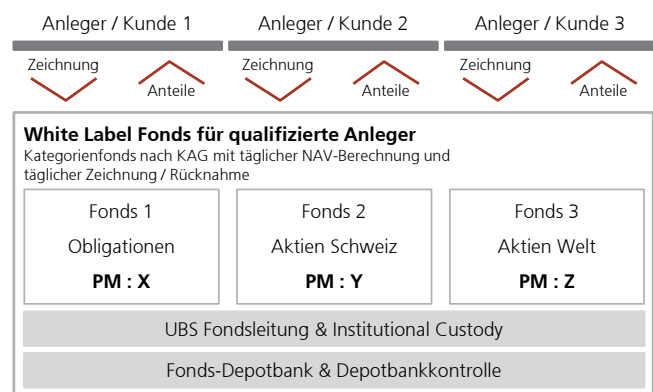 Anleger / Kunde 1
Anleger / Kunde 2
Anleger / Kunde 3
Zeichnung
Anteile
Zeichnung
Anteile
Zeichnung
Anteile
White Label Fonds für qualifizierte Anleger
Kategorienfonds nach KAG mit täglicher NAV-Berechnung und
täglicher Zeichnung / Rücknahme
Fonds 1
Obligationen
PM : X
Fonds 2
Aktien Schweiz
PM : Y
Fonds 3
Aktien Welt
PM : Z
UBS Fondsleitung & Institutional Custody
Fonds-Depotbank & Depotbankkontrolle